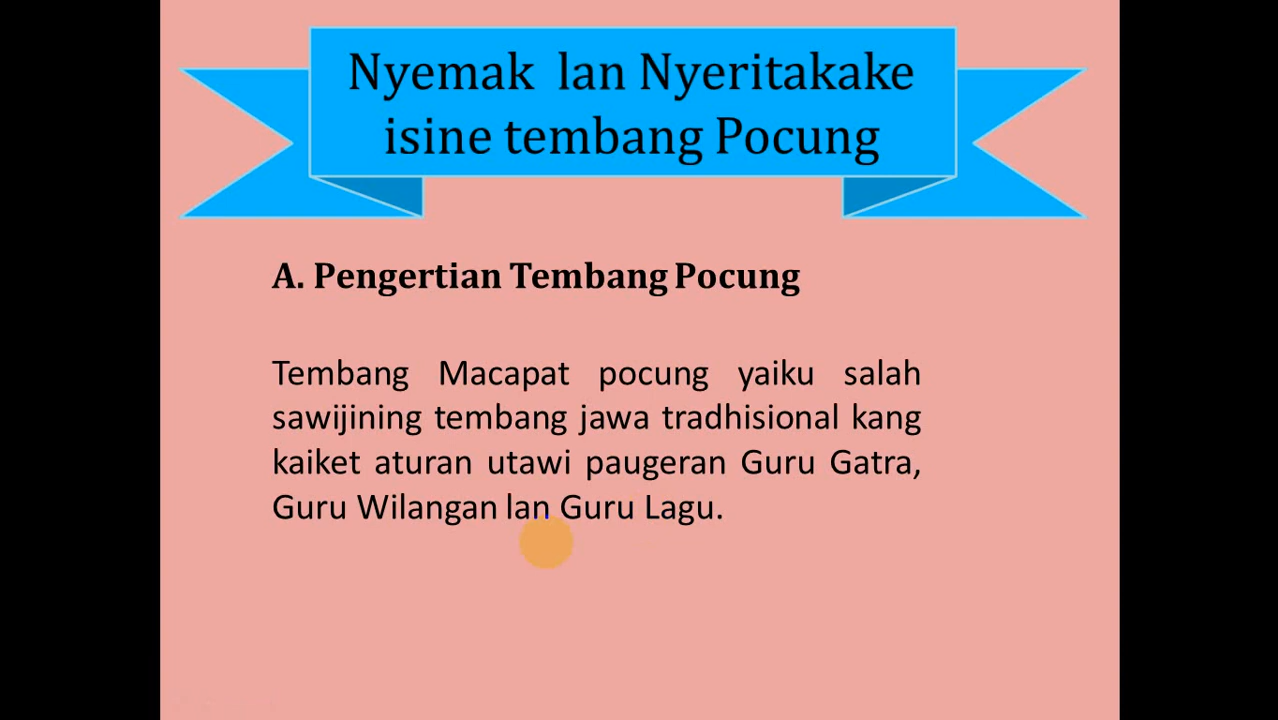 Nyemak lan Nyeritakake
isine tembang Pocung
A. Pengertian Tembang Pocung
Tembang Macapat pocung yaiku salah
sawijining tembang jawa tradhisional kang
kaiket aturan utawi paugeran Guru Gatra,
Guru Wilangan lan Guru Lagu.